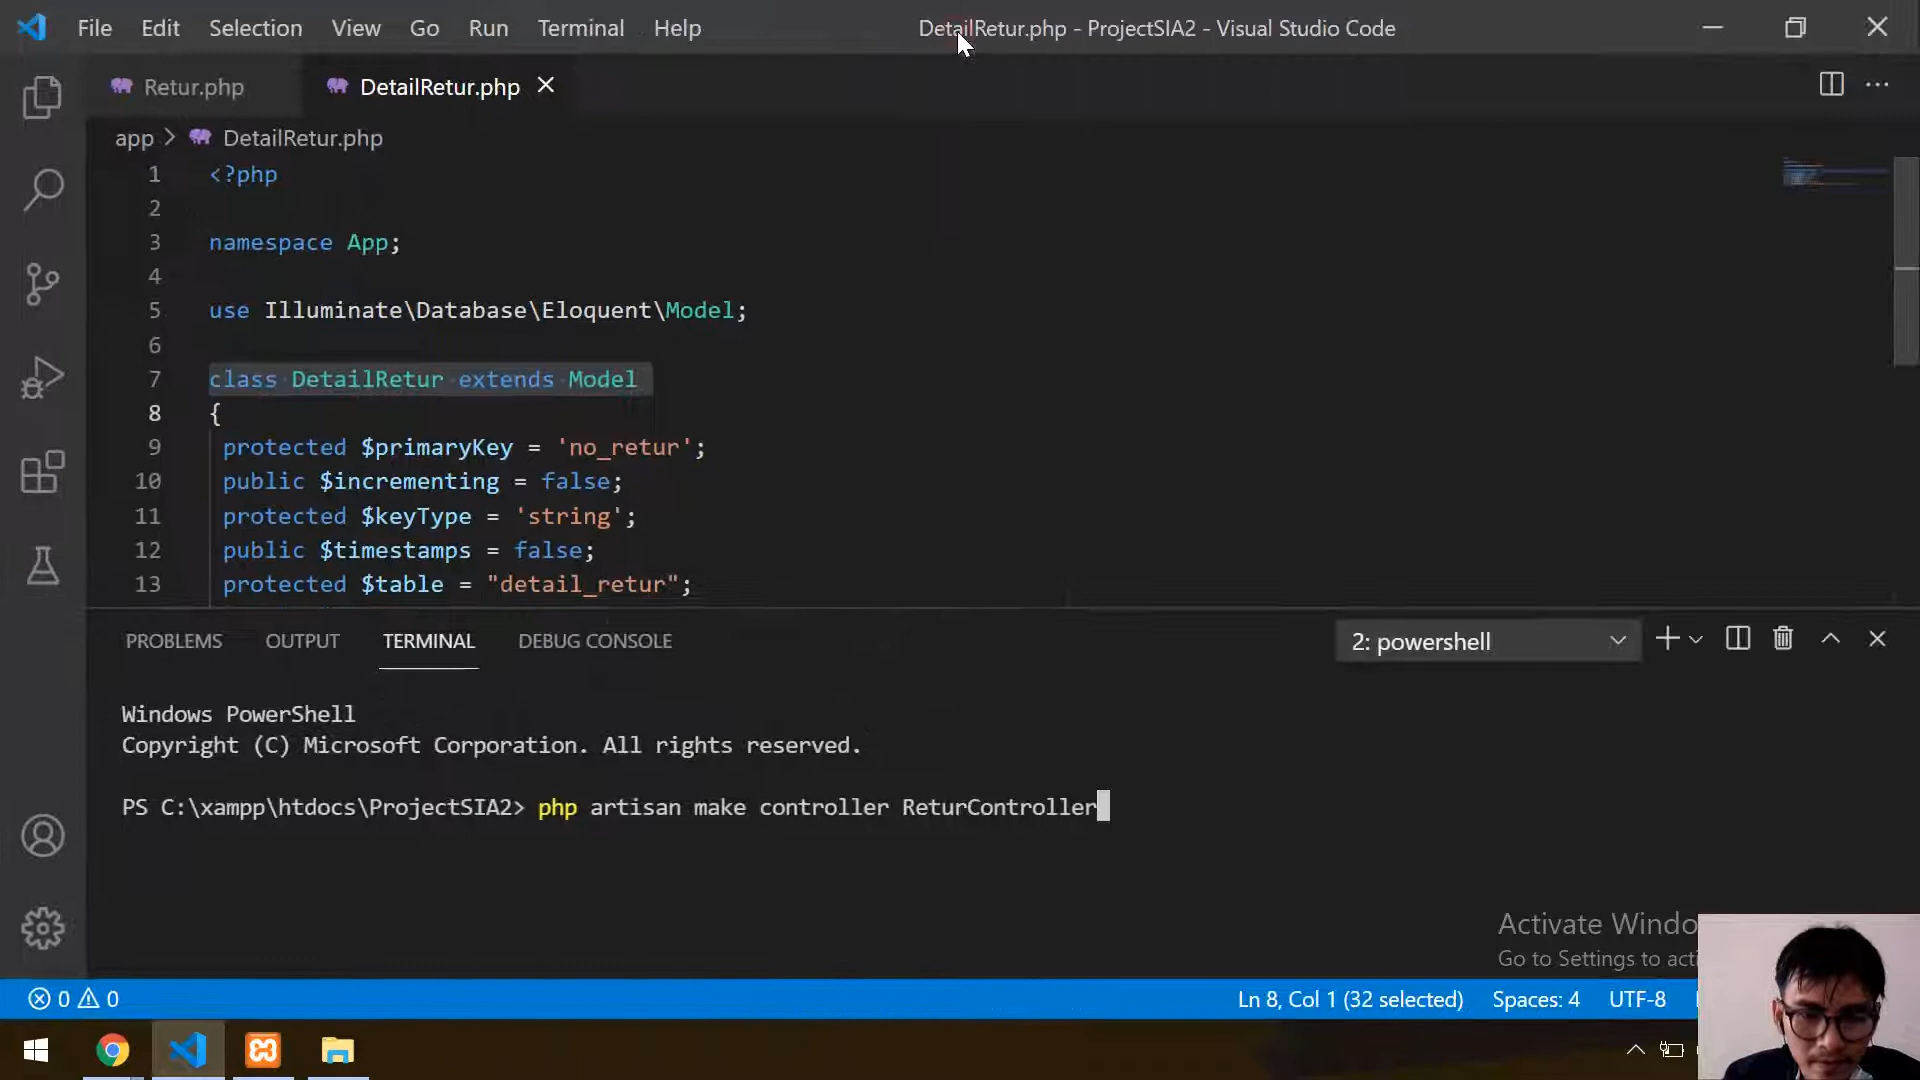 File Edit Selection View Go Run Terminal Help DetailRetur.php - ProjectSIA2 - Visual Studio Code
Retur.php DetailRetur.php
app > DetailRetur.php
1 <?php
2
3 namespace App;
4
5 use Illuminate\Database\Eloquent\Model;
6
7 class DetailRetur extends Model
8 {
9 protected $primaryKey = 'no_retur';
10 public $incrementing = false;
11 protected $keyType = 'string';
12 public $timestamps = false;
13 protected $table = "detail_retur";
PROBLEMS OUTPUT TERMINAL DEBUG CONSOLE 2: powershell
Windows PowerShell
Copyright (C) Microsoft Corporation. All rights reserved.
PS C:\xampp\htdocs\ProjectSIA2> php artisan make controller ReturController
Activate Windo
Go to Settings to acti
0 0 Ln 8, Col 1 (32 selected) Spaces: 4 UTF-8